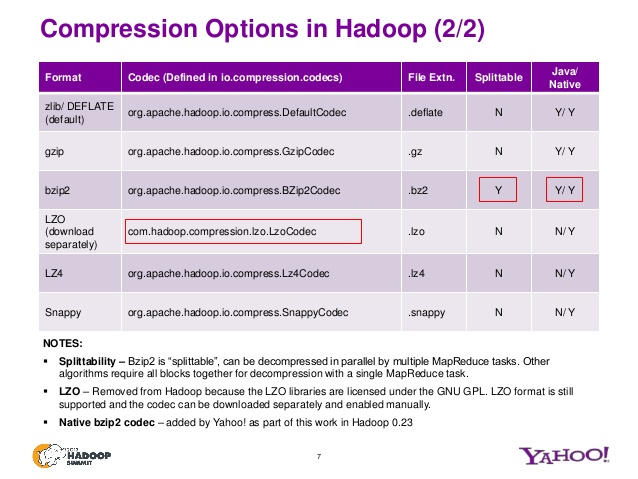 Compression Options in Hadoop (2/2)
Format Codec (Defined in io.compression.codecs) File Extn. Splittable Java/ Native
zlib/ DEFLATE (default) org.apache.hadoop.io.compress.DefaultCodec .deflate N Y/ Y
gzip org.apache.hadoop.io.compress.GzipCodec .gz N Y/ Y
bzip2 org.apache.hadoop.io.compress.BZip2Codec .bz2 Y Y/ Y
LZO (download separately) com.hadoop.compression.lzo.LzoCodec .lzo N N/ Y
LZ4 org.apache.hadoop.io.compress.Lz4Codec .lz4 N N/ Y
Snappy org.apache.hadoop.io.compress.SnappyCodec .snappy N N/ Y
NOTES:
▪ Splittability – Bzip2 is “splittable”, can be decompressed in parallel by multiple MapReduce tasks. Other
algorithms require all blocks together for decompression with a single MapReduce task.
▪ LZO – Removed from Hadoop because the LZO libraries are licensed under the GNU GPL. LZO format is still
supported and the codec can be downloaded separately and enabled manually.
▪ Native bzip2 codec – added by Yahoo! as part of this work in Hadoop 0.23
HADOOP
SUMMIT
7
YAHOO!